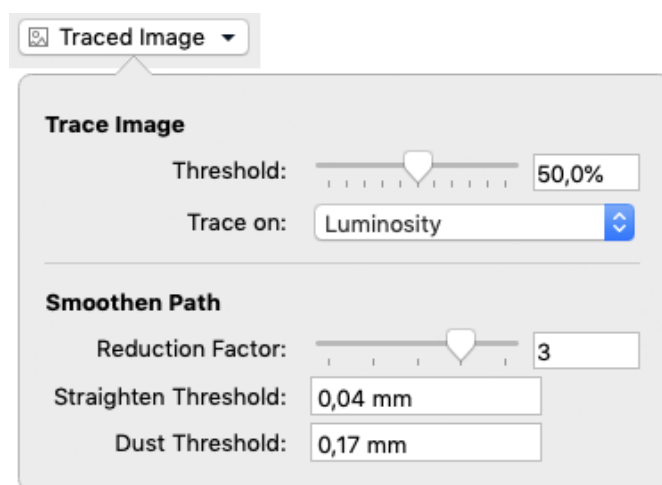 Traced Image
Trace Image
Threshold: 50,0%
Trace on: Luminosity
Smoothen Path
Reduction Factor: 3
Straighten Threshold: 0,04 mm
Dust Threshold: 0,17 mm